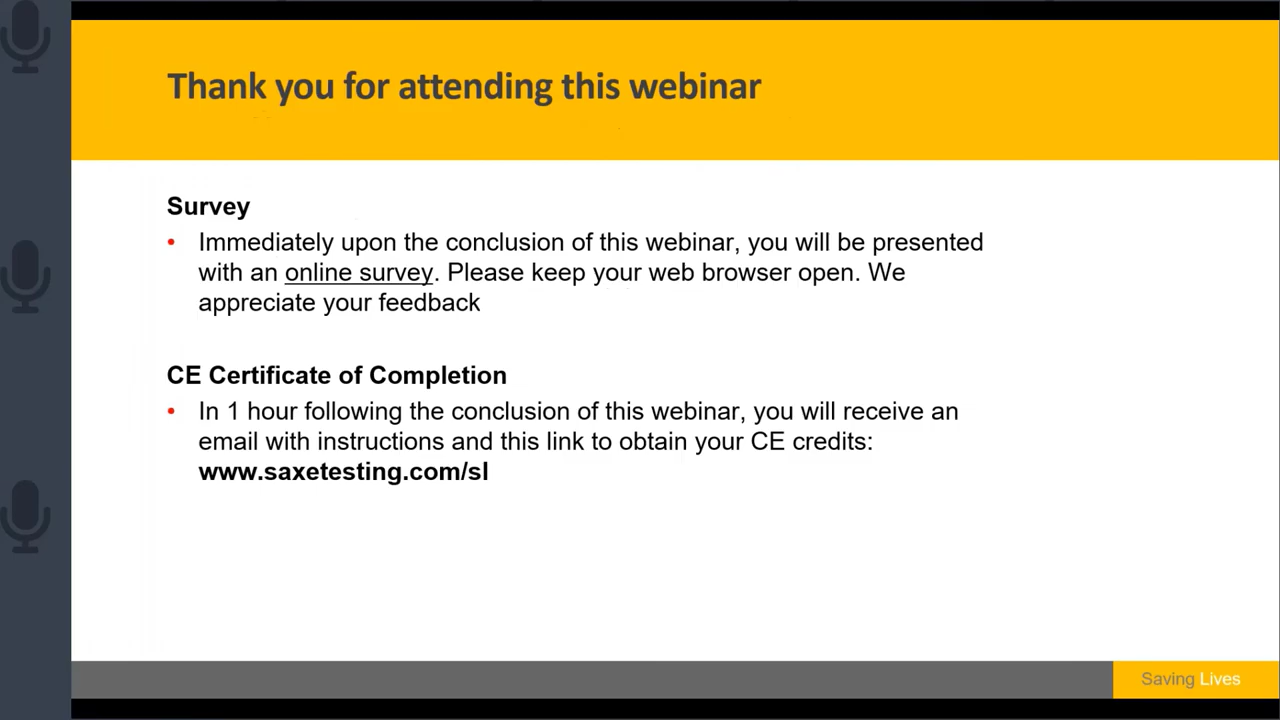 Thank you for attending this webinar
Survey
• Immediately upon the conclusion of this webinar, you will be presented
with an online survey. Please keep your web browser open. We
appreciate your feedback
CE Certificate of Completion
• In 1 hour following the conclusion of this webinar, you will receive an
email with instructions and this link to obtain your CE credits:
www.saxetesting.com/sl
Saving Lives